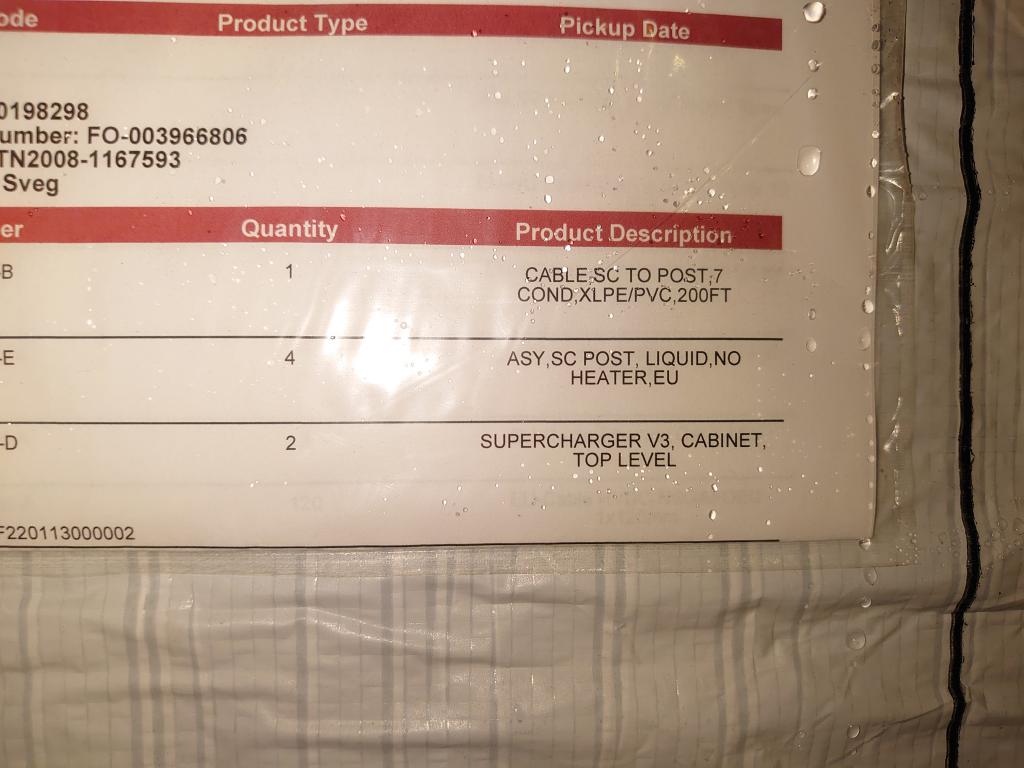 ode Product Type Pickup Date
0198298
umber: FO-003966806
TN2008-1167593
Sveg
er Quantity Product Description
-B 1 CABLE,SC TO POST,7
COND,XLPE/PVC,200FT
-E 4 ASY,SC POST, LIQUID,NO
HEATER,EU
-D 2 SUPERCHARGER V3, CABINET,
TOP LEVEL
120
F220113000002